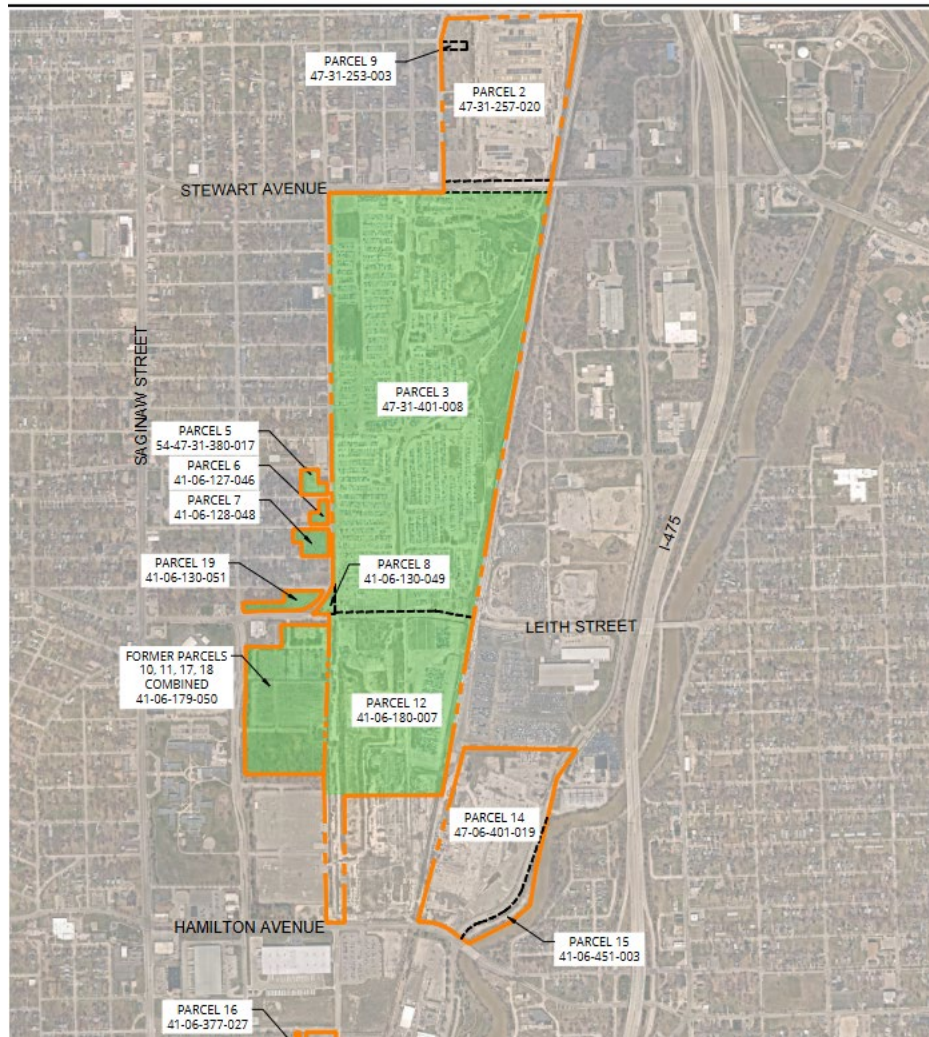 PARCEL 9
47-31-253-003
PARCEL 2
47-31-257-020
STEWART AVENUE
SAGINAW STREET
PARCEL 3
47-31-401-008
PARCEL 5
54-47-31-380-017
PARCEL 6
41-06-127-046
PARCEL 7
41-06-128-048
I-475
PARCEL 19
41-06-130-051
PARCEL 8
41-06-130-049
LEITH STREET
FORMER PARCELS
10, 11, 17, 18
COMBINED
41-06-179-050
PARCEL 12
41-06-180-007
PARCEL 14
47-06-401-019
HAMILTON AVENUE
PARCEL 15
41-06-451-003
PARCEL 16
41-06-377-027